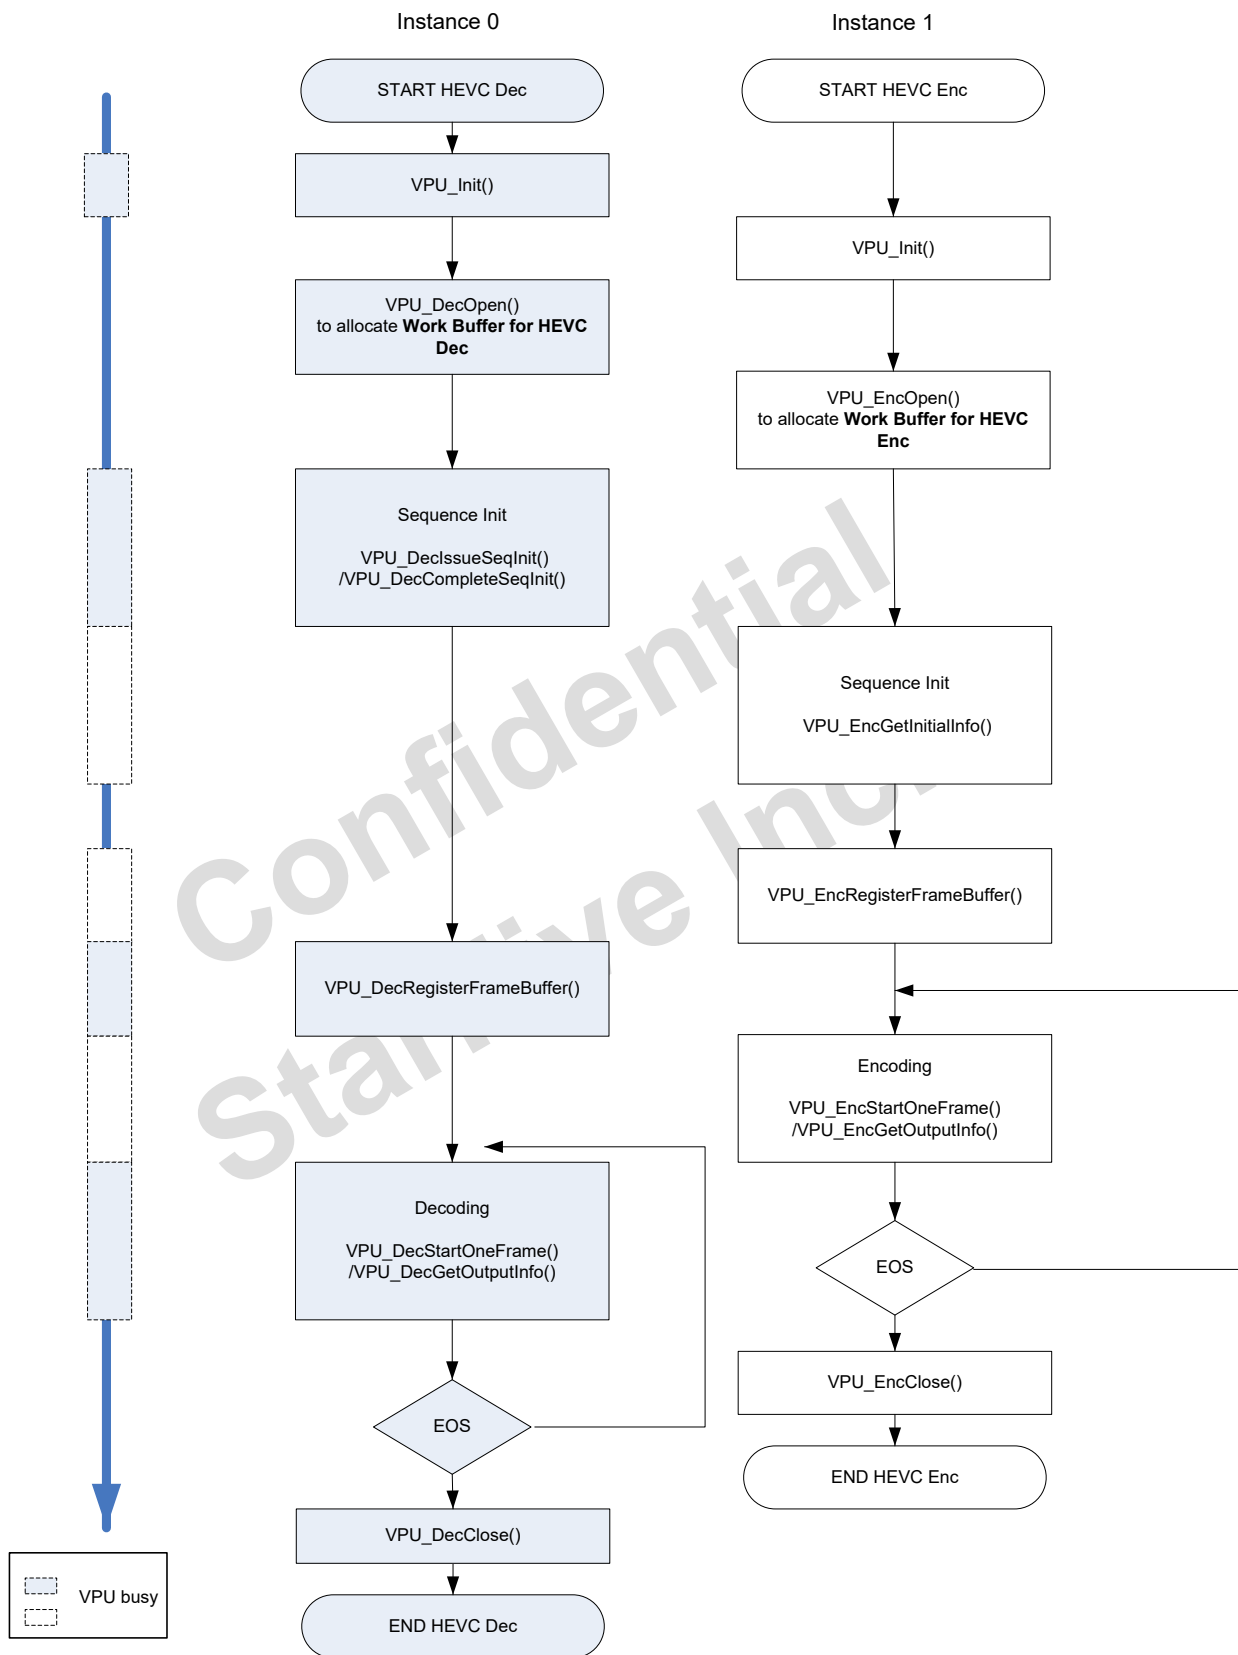 Instance 0
Instance 1
START HEVC Dec
START HEVC Enc
VPU_Init()
VPU_Init()
VPU_DecOpen()
to allocate Work Buffer for HEVC
Dec
VPU_EncOpen()
to allocate Work Buffer for HEVC
Enc
Sequence Init
VPU_DecIssueSeqInit()
/VPU_DecCompleteSeqInit()
Sequence Init
VPU_EncGetInitialInfo()
VPU_EncRegisterFrameBuffer()
VPU_DecRegisterFrameBuffer()
Encoding
VPU_EncStartOneFrame()
/VPU_EncGetOutputInfo()
Decoding
VPU_DecStartOneFrame()
/VPU_DecGetOutputInfo()
EOS
VPU_EncClose()
EOS
END HEVC Enc
VPU_DecClose()
VPU busy
END HEVC Dec
Confidential